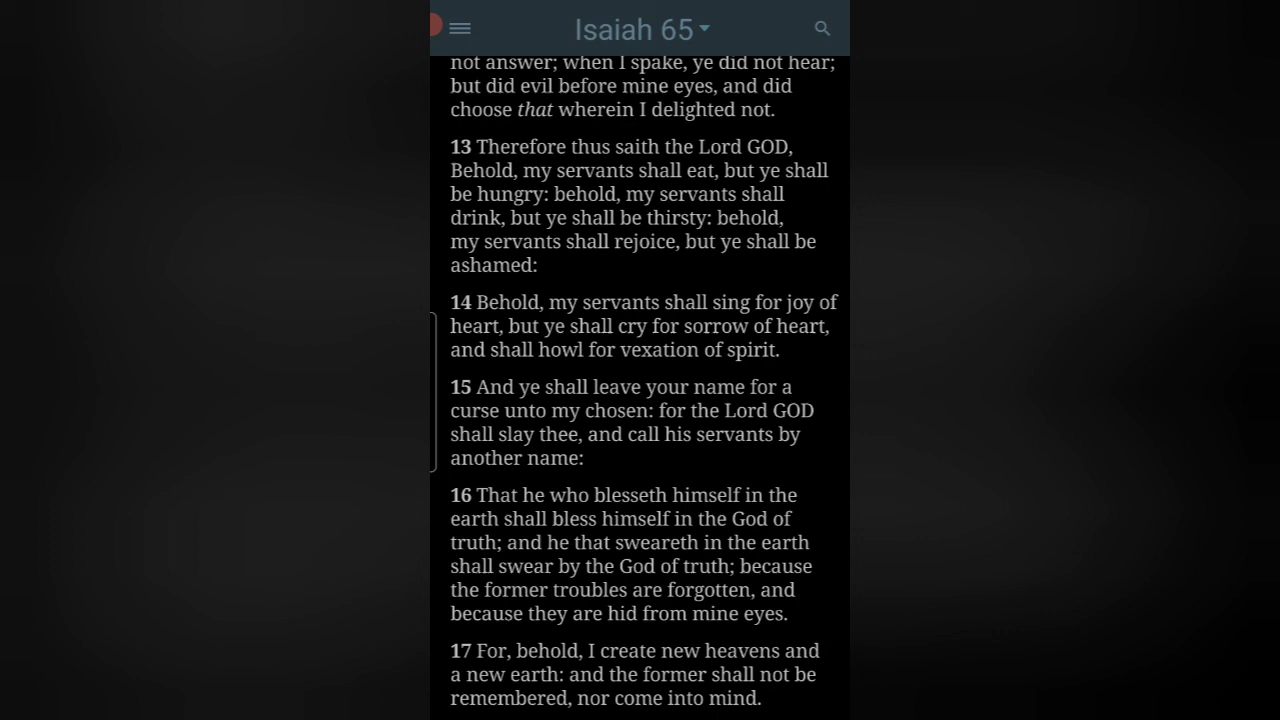 Isaiah 65
not answer; when I spake, ye did not hear;
but did evil before mine eyes, and did
choose that wherein I delighted not.
13 Therefore thus saith the Lord GOD,
Behold, my servants shall eat, but ye shall
be hungry: behold, my servants shall
drink, but ye shall be thirsty: behold,
my servants shall rejoice, but ye shall be
ashamed:
14 Behold, my servants shall sing for joy of
heart, but ye shall cry for sorrow of heart,
and shall howl for vexation of spirit.
15 And ye shall leave your name for a
curse unto my chosen: for the Lord GOD
shall slay thee, and call his servants by
another name:
16 That he who blesseth himself in the
earth shall bless himself in the God of
truth; and he that sweareth in the earth
shall swear by the God of truth; because
the former troubles are forgotten, and
because they are hid from mine eyes.
17 For, behold, I create new heavens and
a new earth: and the former shall not be
remembered, nor come into mind.